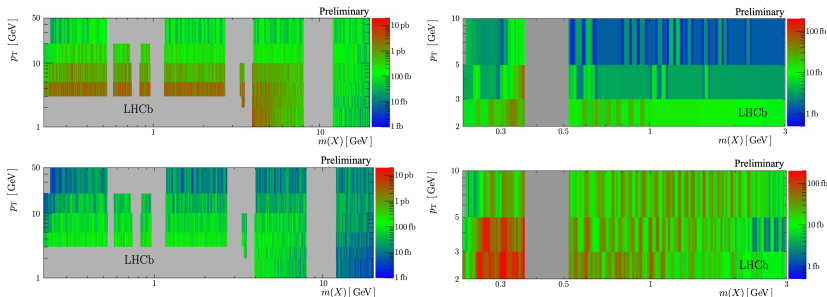 Preliminary
50
10
1
pT [GeV]
LHCb
1
10
m(X) [GeV]
10 pb
1 pb
100 fb
10 fb
1 fb
Preliminary
10
5
3
2
pT [GeV]
LHCb
0.3
0.5
1
3
m(X) [GeV]
100 fb
10 fb
1 fb
Preliminary
50
10
1
pT [GeV]
LHCb
1
10
m(X) [GeV]
10 pb
1 pb
100 fb
10 fb
1 fb
Preliminary
10
5
3
2
pT [GeV]
LHCb
0.3
0.5
1
3
m(X) [GeV]
100 fb
10 fb
1 fb